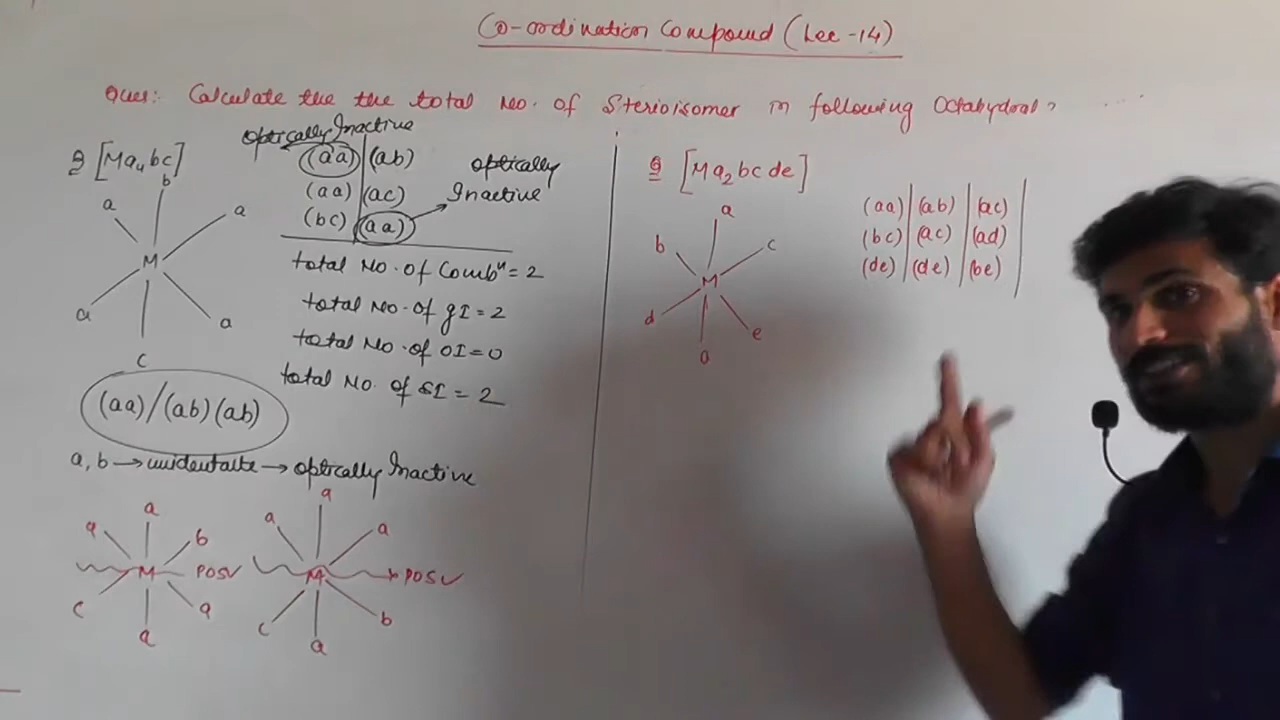 Co-ordination Compound (Lec-14)
Ques: Calculate the the total No. of Sterioisomer in following Octahydoral?
optically Inactive
[Ma4bc]
(aa) (ab)
(aa) (ac)
(bc) (aa)
optically
Inactive
b
a
a
M
a
a
c
total No. of Combn = 2
total No. of gI = 2
total No. of OI = 0
total No. of SI = 2
(aa)/(ab)(ab)
a, b → unidentate → optically Inactive
a
a
b
M
POS✓
c
a
a
a
a
a
M
POS✓
c
b
a
Q [Ma2bcde]
a
b
c
M
d
e
a
(aa) (ab) (ac)
(bc) (ac) (ad)
(de) (de) (be)